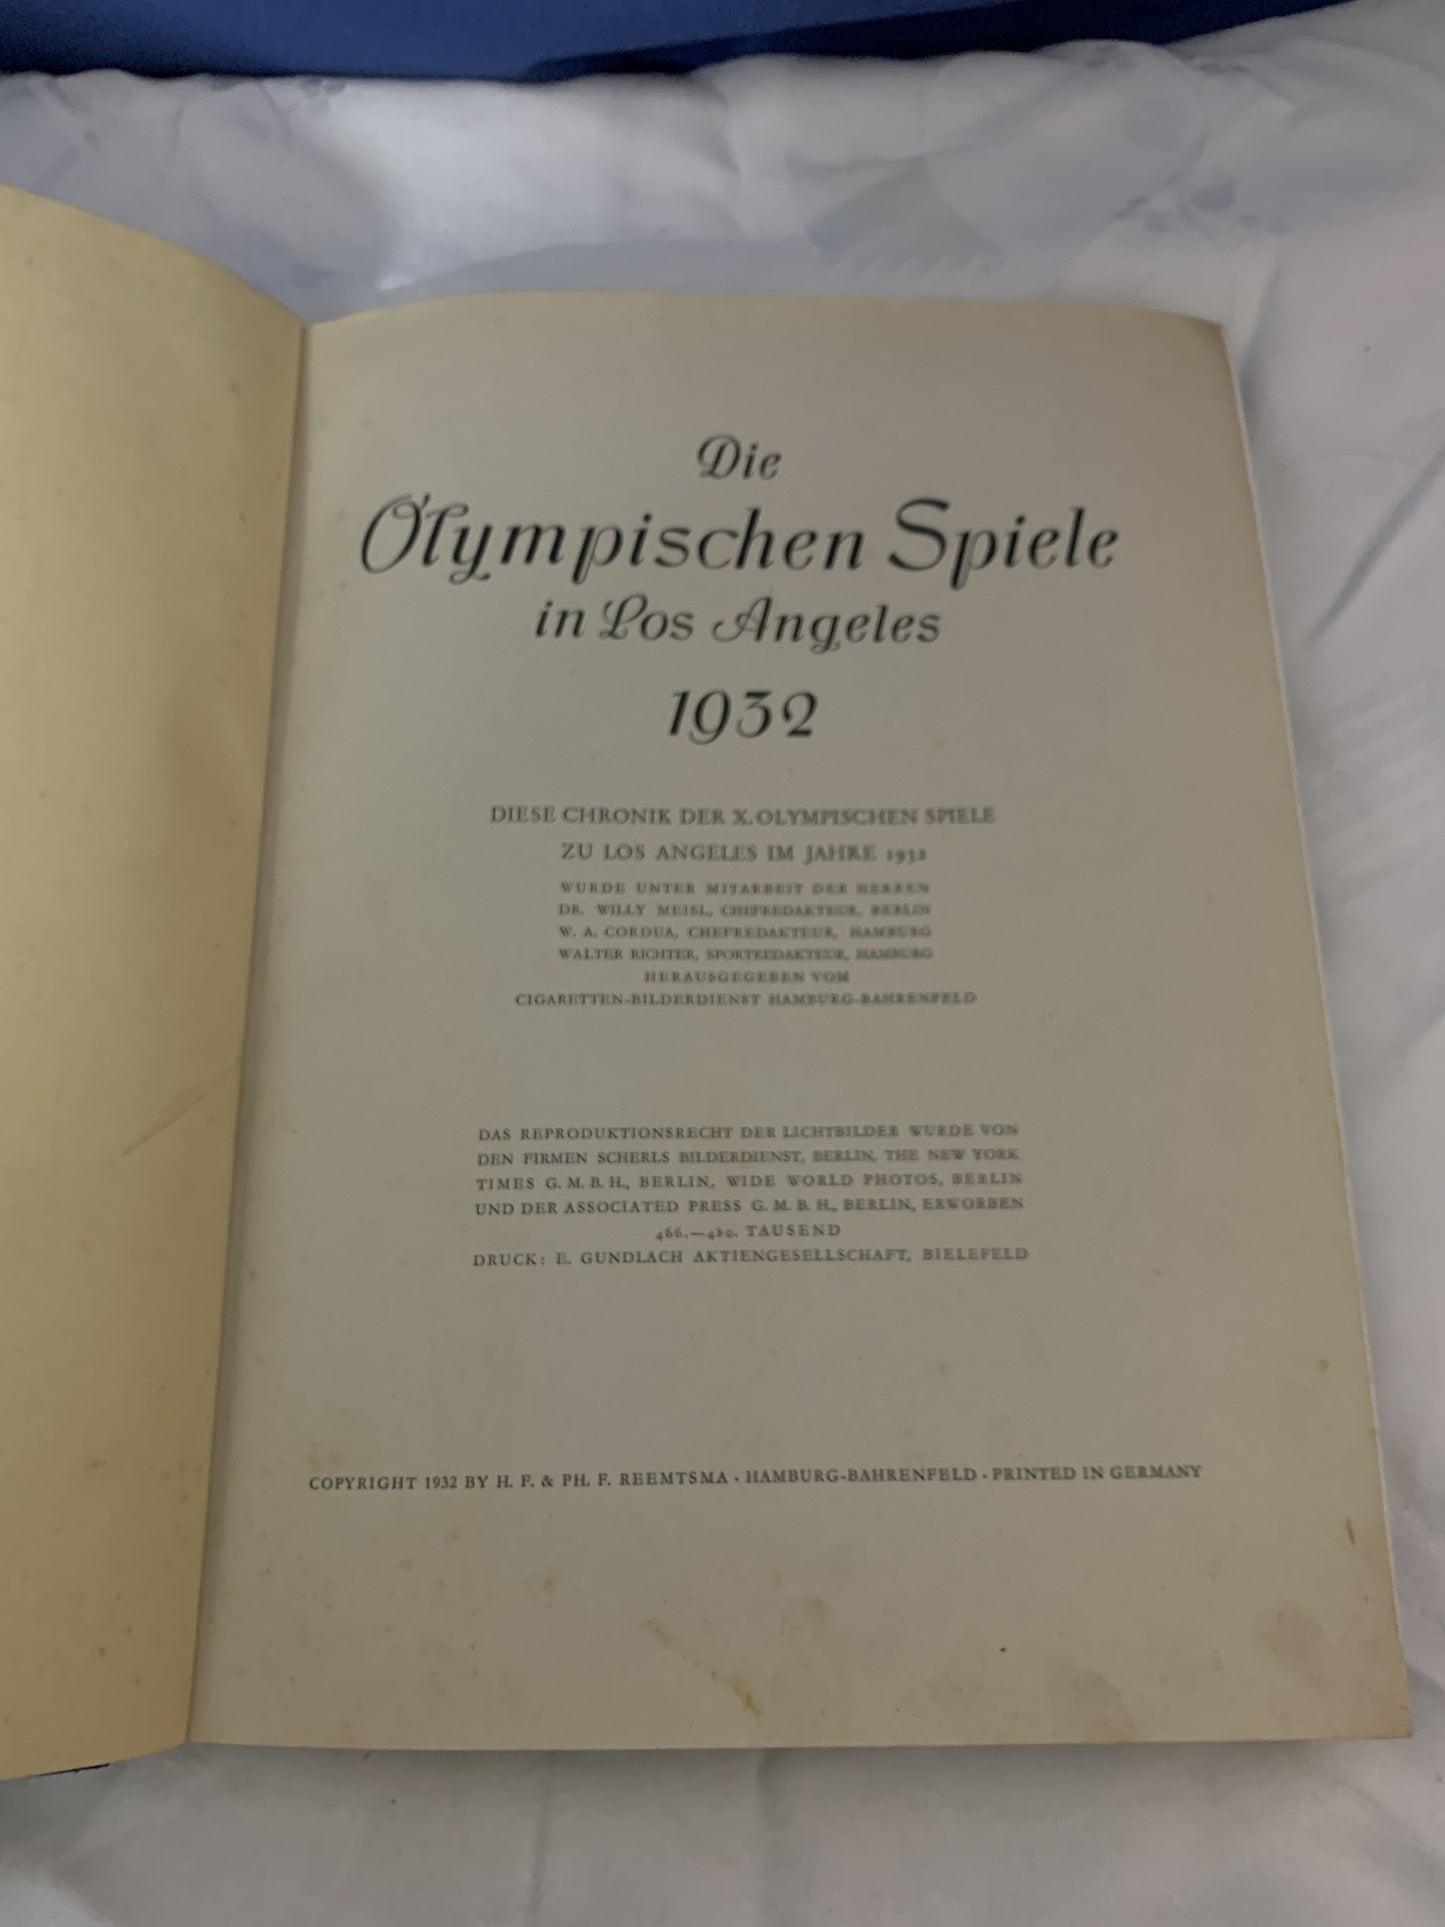 Die
Olympischen Spiele
in Los Angeles
1932
DIESE CHRONIK DER X. OLYMPISCHEN SPIELE
ZU LOS ANGELES IM JAHRE 1932
WURDE UNTER MITARBEIT DER HERREN
DR. WILLY MEISL, CHEFREDAKTEUR, BERLIN
W. A. CORDUA, CHEFREDAKTEUR, HAMBURG
WALTER RICHTER, SPORTREDAKTEUR, HAMBURG
HERAUSGEGEBEN VOM
CIGARETTEN-BILDERDIENST HAMBURG-BAHRENFELD
DAS REPRODUKTIONSRECHT DER LICHTBILDER WURDE VON
DEN FIRMEN SCHERLS BILDERDIENST, BERLIN, THE NEW YORK
TIMES G. M. B. H., BERLIN, WIDE WORLD PHOTOS, BERLIN
UND DER ASSOCIATED PRESS G. M. B. H., BERLIN, ERWORBEN
466.—480. TAUSEND
DRUCK: E. GUNDLACH AKTIENGESELLSCHAFT, BIELEFELD
COPYRIGHT 1932 BY H. F. & PH. F. REEMTSMA · HAMBURG-BAHRENFELD · PRINTED IN GERMANY